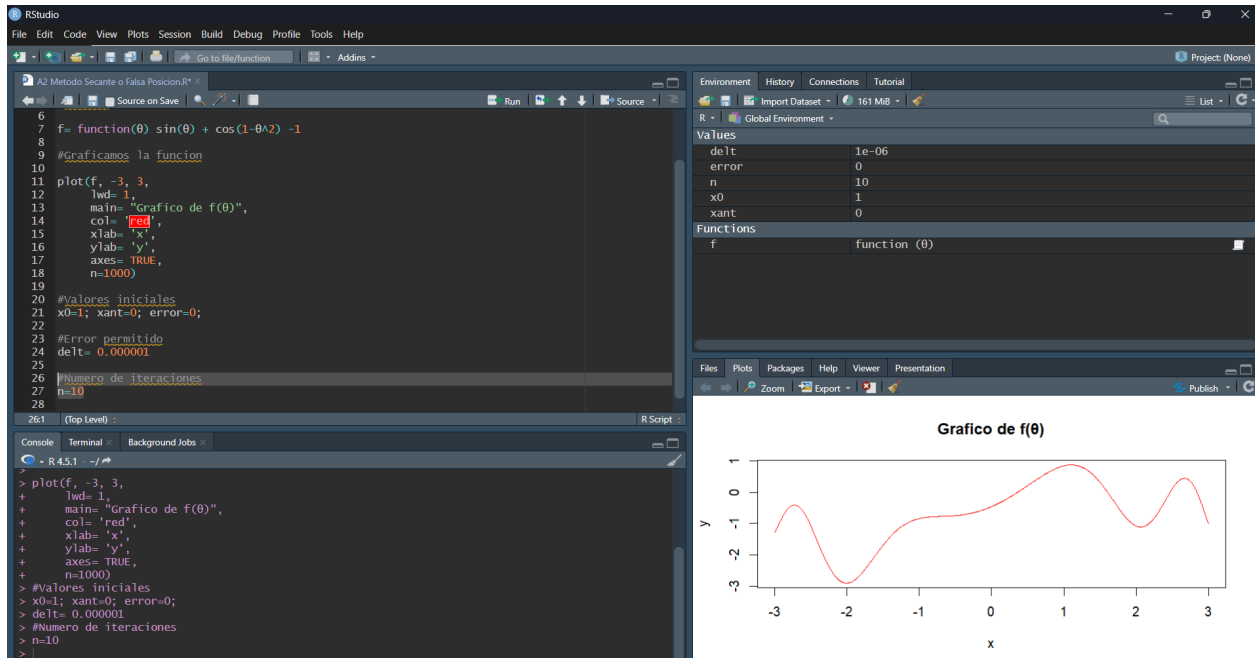 RStudio
File Edit Code View Plots Session Build Debug Profile Tools Help
Go to file/function
Addins
Project: (None)
A2 Metodo Secante o Falsa Posicion.R*
Source on Save
Run
Source
6
7 f= function(θ) sin(θ) + cos(1-θ^2) -1
8
9 #Graficamos la funcion
10
11 plot(f, -3, 3,
12 lwd= 1,
13 main= "Grafico de f(θ)",
14 col= 'red',
15 xlab= 'x',
16 ylab= 'y',
17 axes= TRUE,
18 n=1000)
19
20 #Valores iniciales
21 x0=1; xant=0; error=0;
22
23 #Error permitido
24 delt= 0.000001
25
26 #Numero de iteraciones
27 n=10
28
26:1 (Top Level)
R Script
Console Terminal Background Jobs
R 4.5.1 · ~/
>
> plot(f, -3, 3,
+ lwd= 1,
+ main= "Grafico de f(θ)",
+ col= 'red',
+ xlab= 'x',
+ ylab= 'y',
+ axes= TRUE,
+ n=1000)
> #Valores iniciales
> x0=1; xant=0; error=0;
> delt= 0.000001
> #Numero de iteraciones
> n=10
>
Environment History Connections Tutorial
Import Dataset
161 MiB
List
R
Global Environment
Values
delt 1e-06
error 0
n 10
x0 1
xant 0
Functions
f function (θ)
Files Plots Packages Help Viewer Presentation
Zoom
Export
Publish
Grafico de f(θ)
1
0
-1
-2
-3
y
-3 -2 -1 0 1 2 3
x